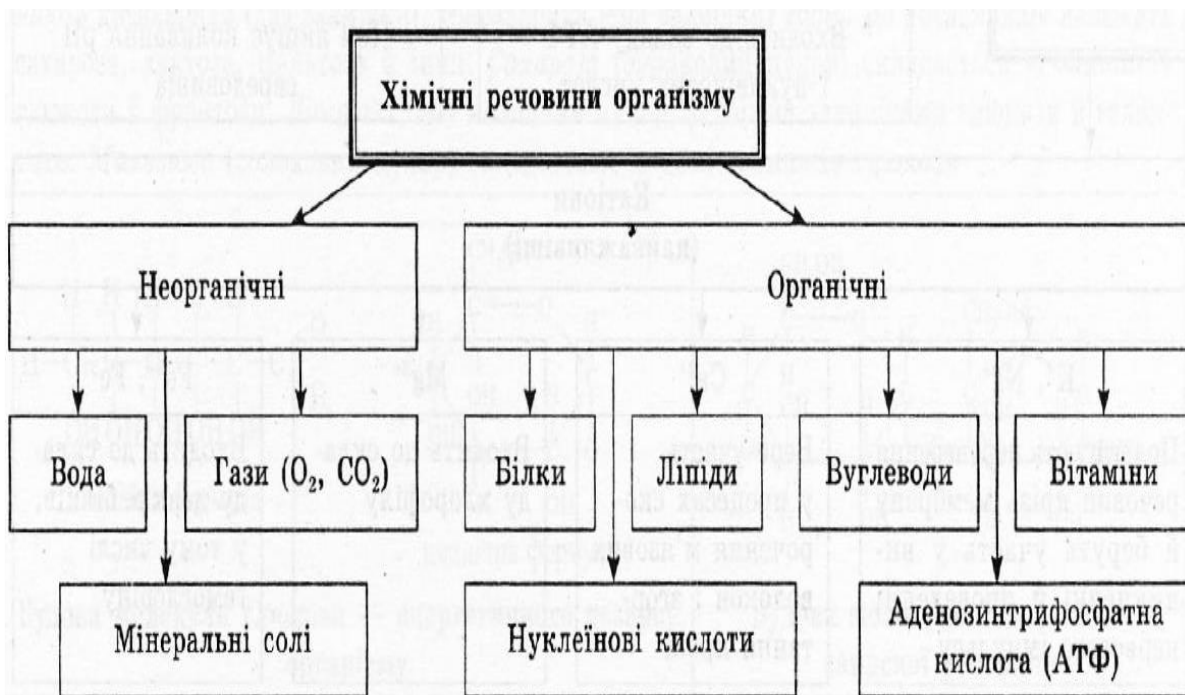 Хімічні речовини організму
Неорганічні
Органічні
Вода
Гази (O₂, CO₂)
Білки
Ліпіди
Вуглеводи
Вітаміни
Мінеральні солі
Нуклеїнові кислоти
Аденозинтрифосфатна
кислота (АТФ)